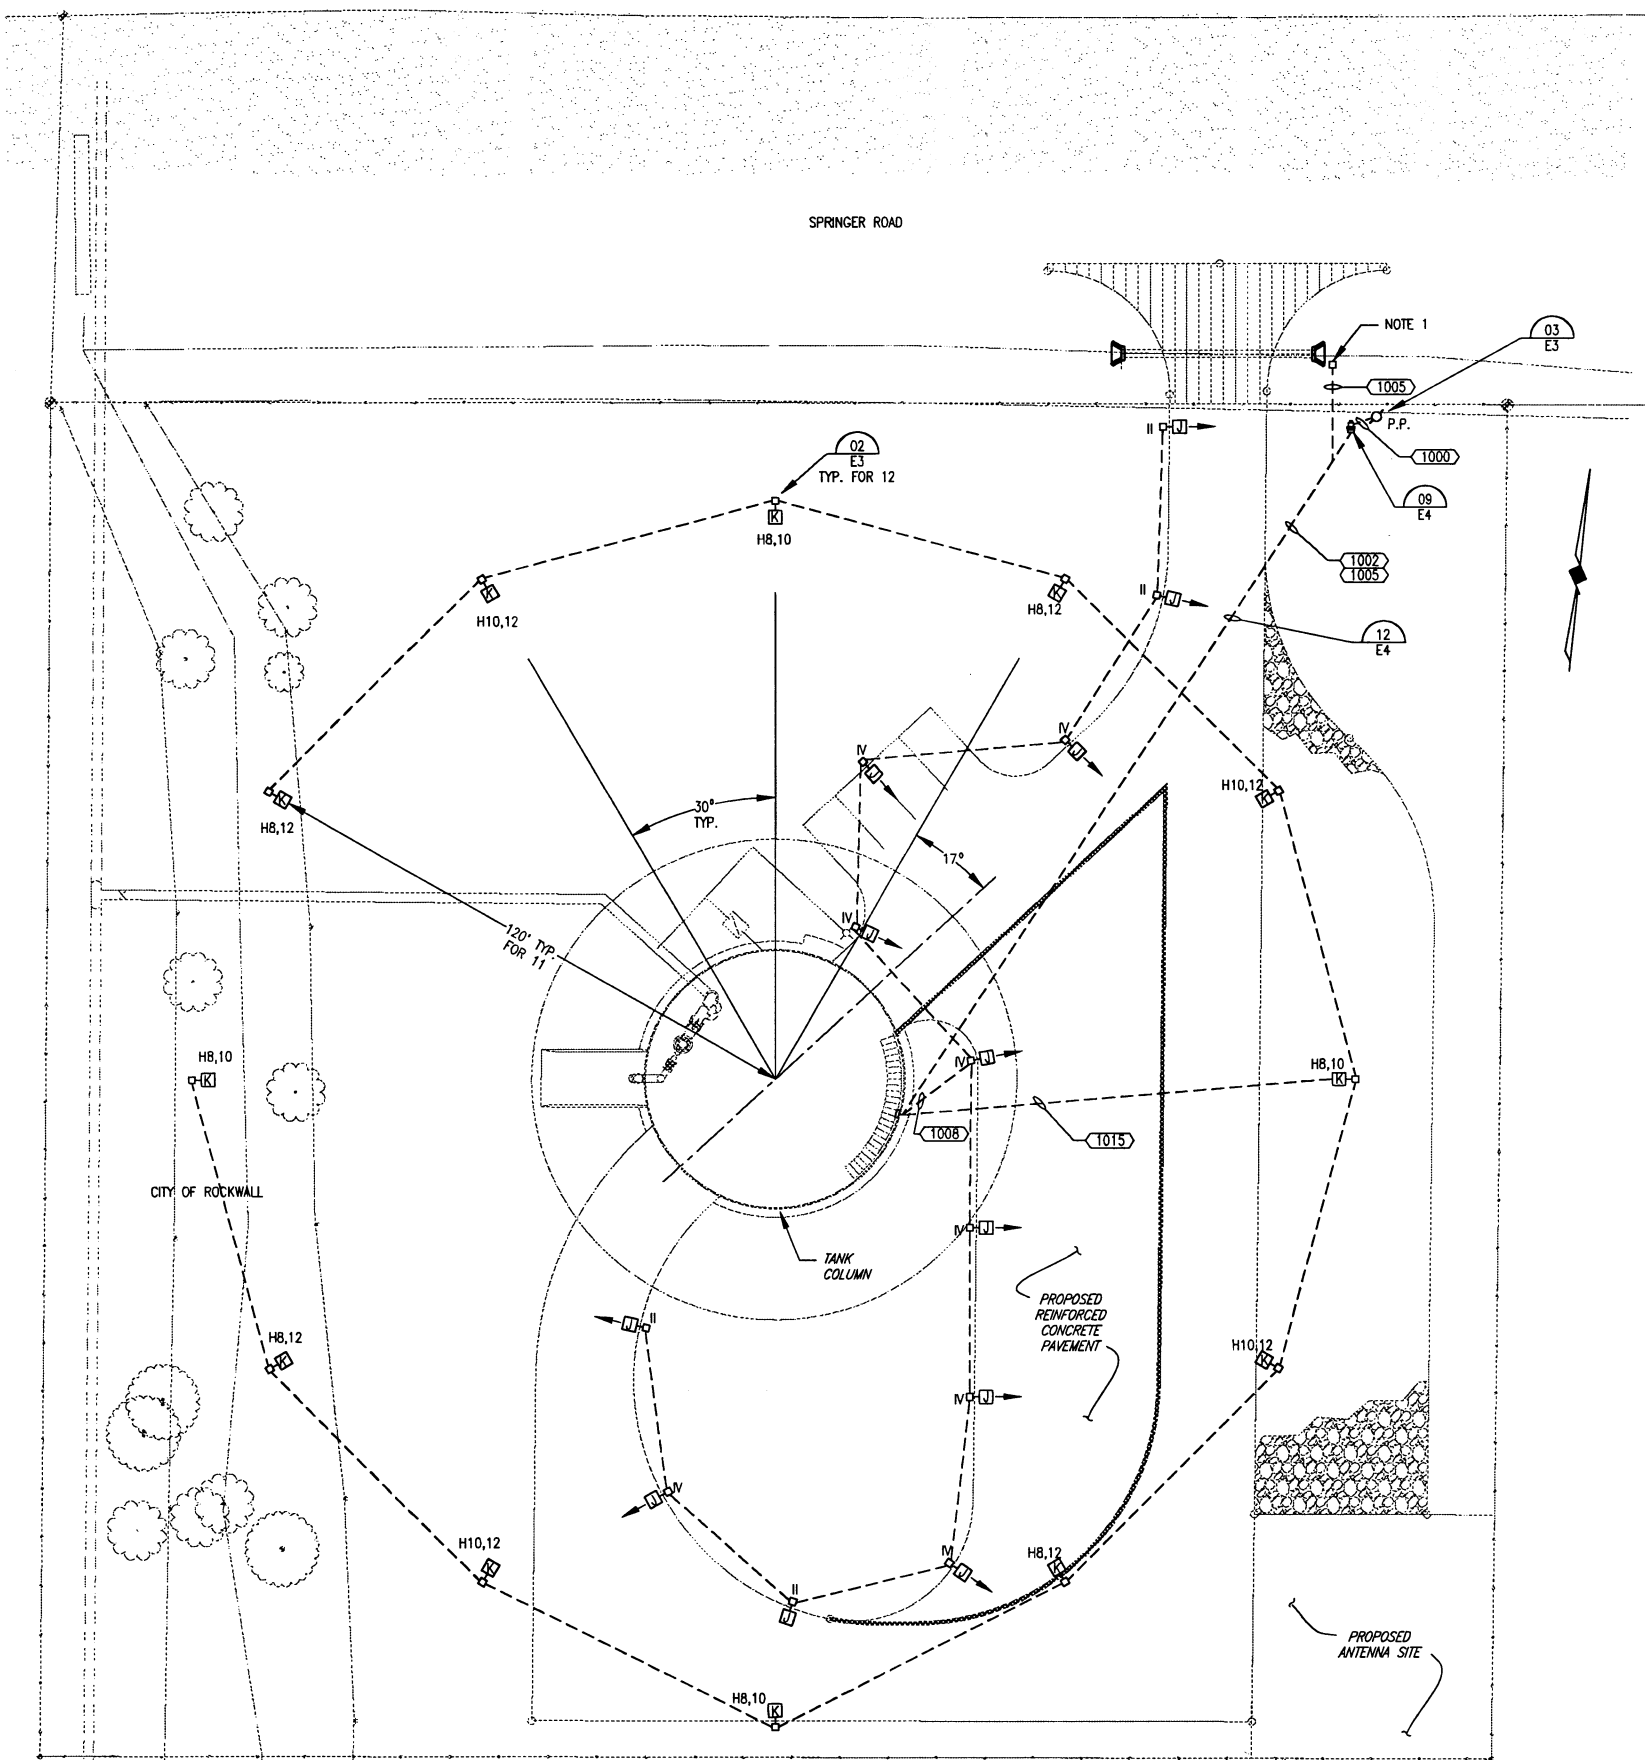 SPRINGER ROAD
NOTE 1
03
E3
1005
P.P.
II
J
1000
02
E3
TYP. FOR 12
09
E4
K
H8,10
1002
1005
K
H10,12
K
H8,12
II
J
12
E4
IV
J
IV
J
H10,12
K
K
H8,12
30°
TYP.
17°
IV
J
120' TYP.
FOR 11
H8,10
K
IV
J
H8,10
K
1008
1015
CITY OF ROCKWALL
IV
J
TANK
COLUMN
PROPOSED
REINFORCED
CONCRETE
PAVEMENT
J
II
H8,12
K
H10,12
K
IV
J
J
IV
H10,12
K
IV
J
H8,12
K
II
J
PROPOSED
ANTENNA SITE
H8,10
K